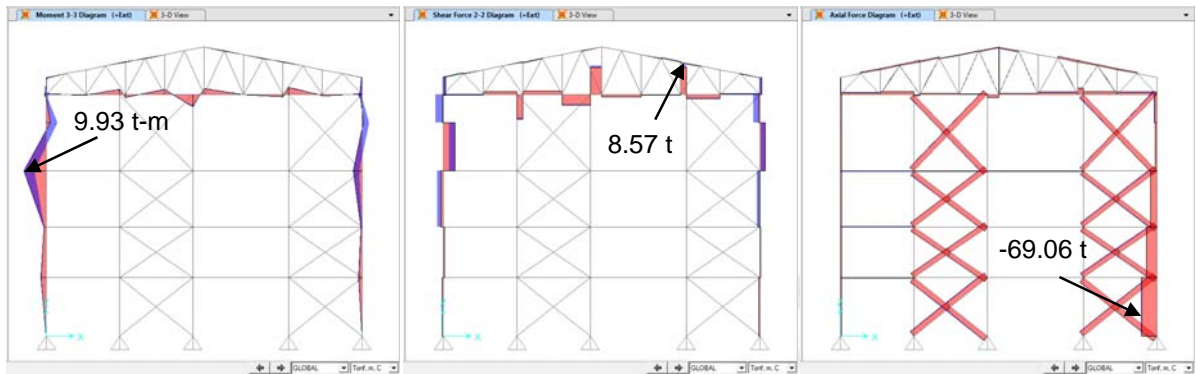 Moment 3-3 Diagram (+Ext)
3-D View
9.93 t-m
X
GLOBAL
Tonf, m, C
Shear Force 2-2 Diagram (+Ext)
3-D View
8.57 t
X
GLOBAL
Tonf, m, C
Axial Force Diagram (+Ext)
3-D View
-69.06 t
X
GLOBAL
Tonf, m, C